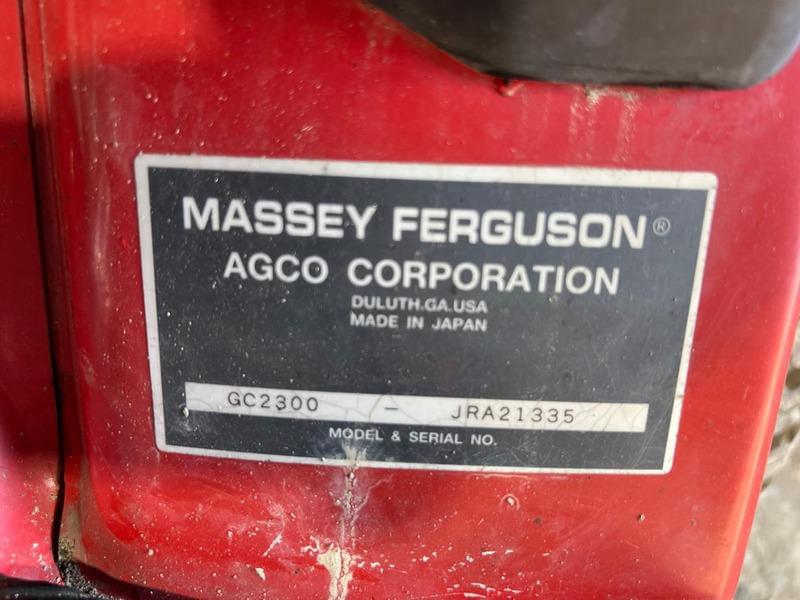 MASSEY FERGUSON®
AGCO CORPORATION
DULUTH.GA.USA
MADE IN JAPAN
GC2300 – JRA21335
MODEL & SERIAL NO.